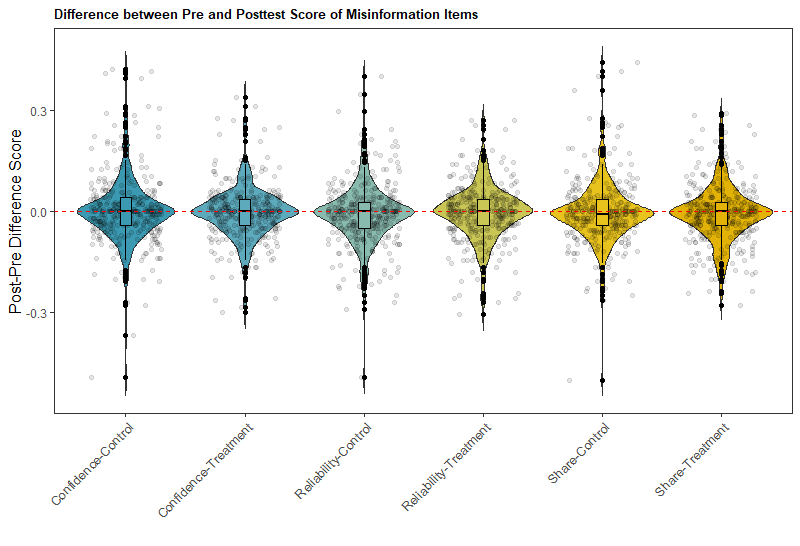 Difference between Pre and Posttest Score of Misinformation Items
Post-Pre Difference Score
0.3
0.0
-0.3
Confidence-Control
Confidence-Treatment
Reliability-Control
Reliability-Treatment
Share-Control
Share-Treatment